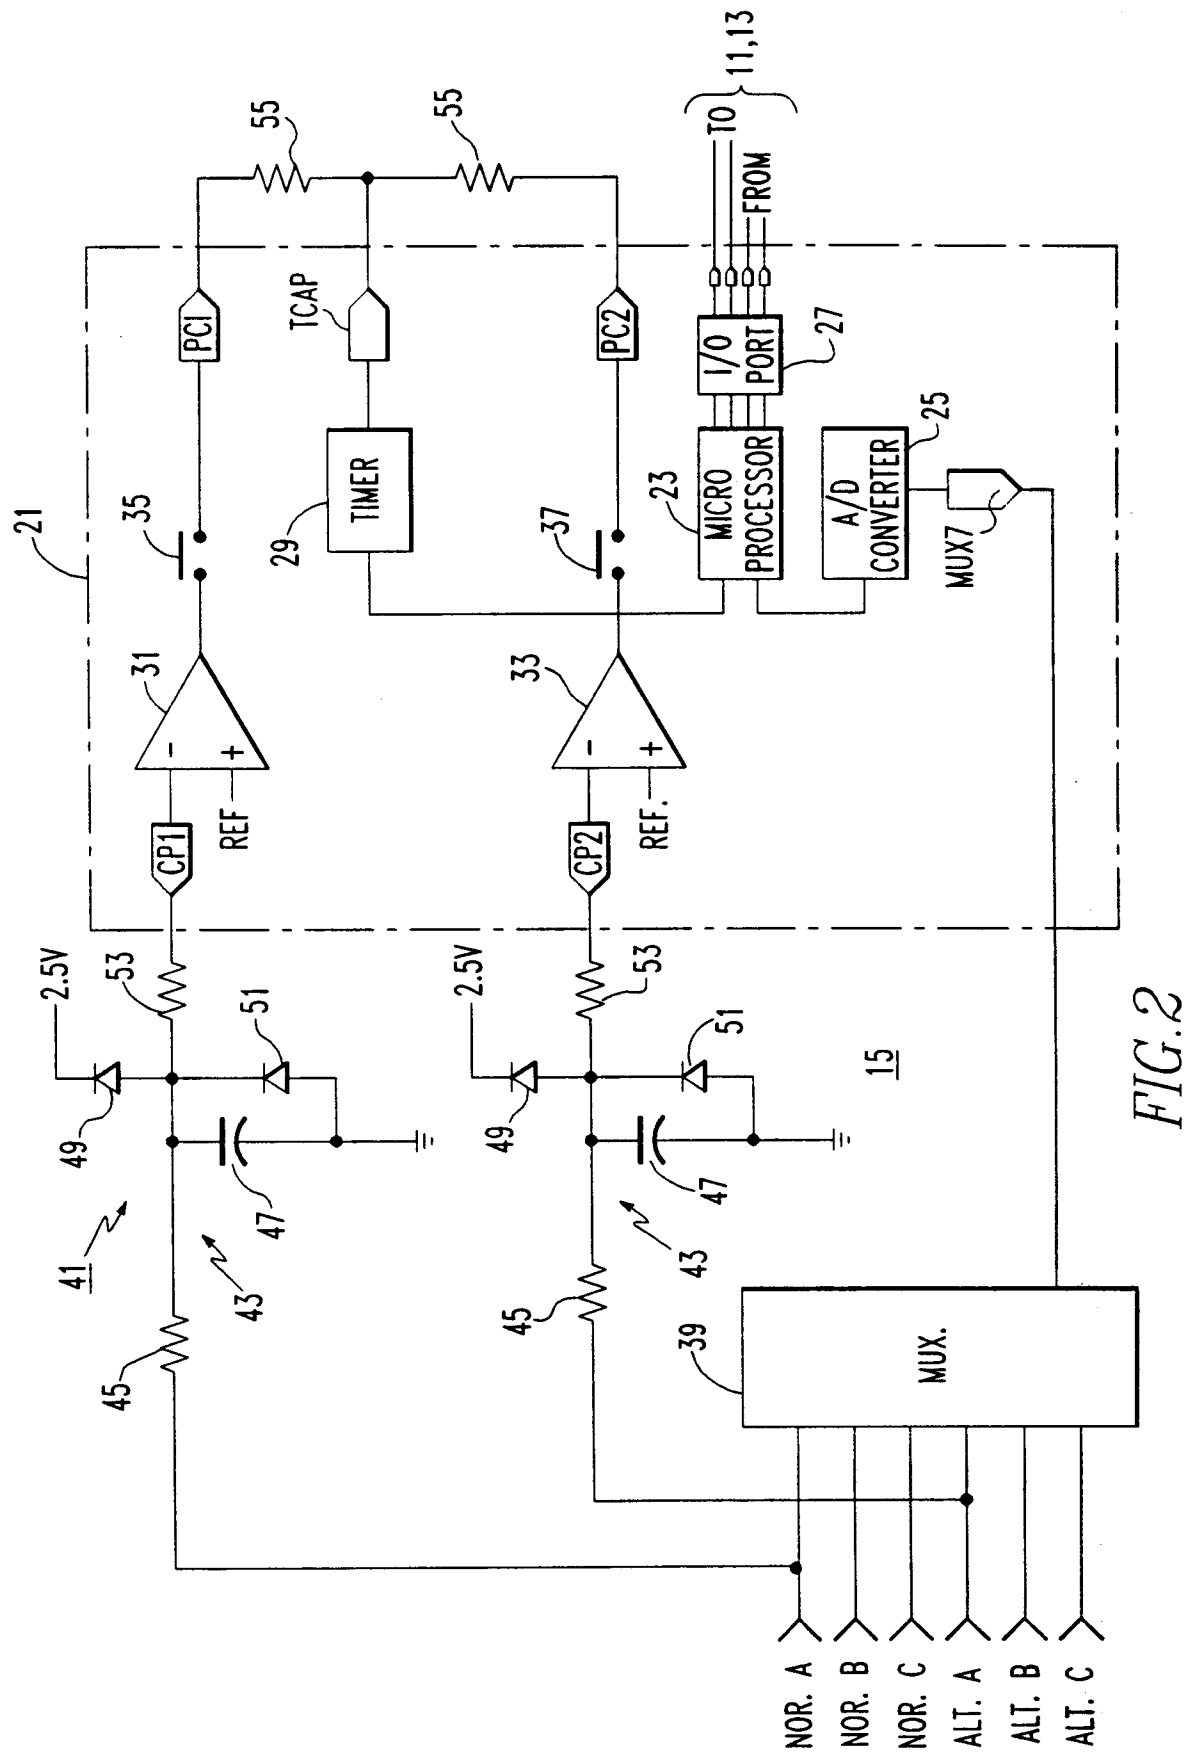 21
2.5V
53
49
51
41
43
47
45
CP1
-
+
REF
31
35
PC1
55
TCAP
29
TIMER
55
2.5V
53
49
51
43
47
45
CP2
-
+
REF.
33
37
PC2
23
MICRO
PROCESSOR
I/O
PORT
27
TO
FROM
11,13
A/D
CONVERTER
25
MUX7
15
39
MUX.
NOR. A
NOR. B
NOR. C
ALT. A
ALT. B
ALT. C
FIG.2